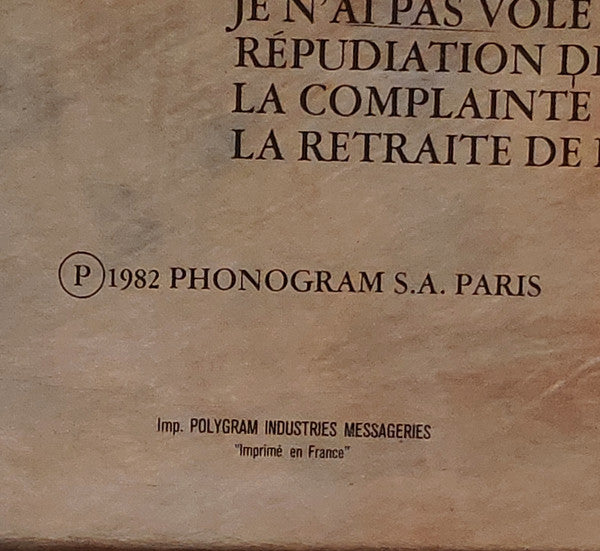 JE N'AI PAS VOLÉ
RÉPUDIATION DE
LA COMPLAINTE
LA RETRAITE DE
Ⓟ 1982 PHONOGRAM S.A. PARIS
Imp. POLYGRAM INDUSTRIES MESSAGERIES
"Imprimé en France"